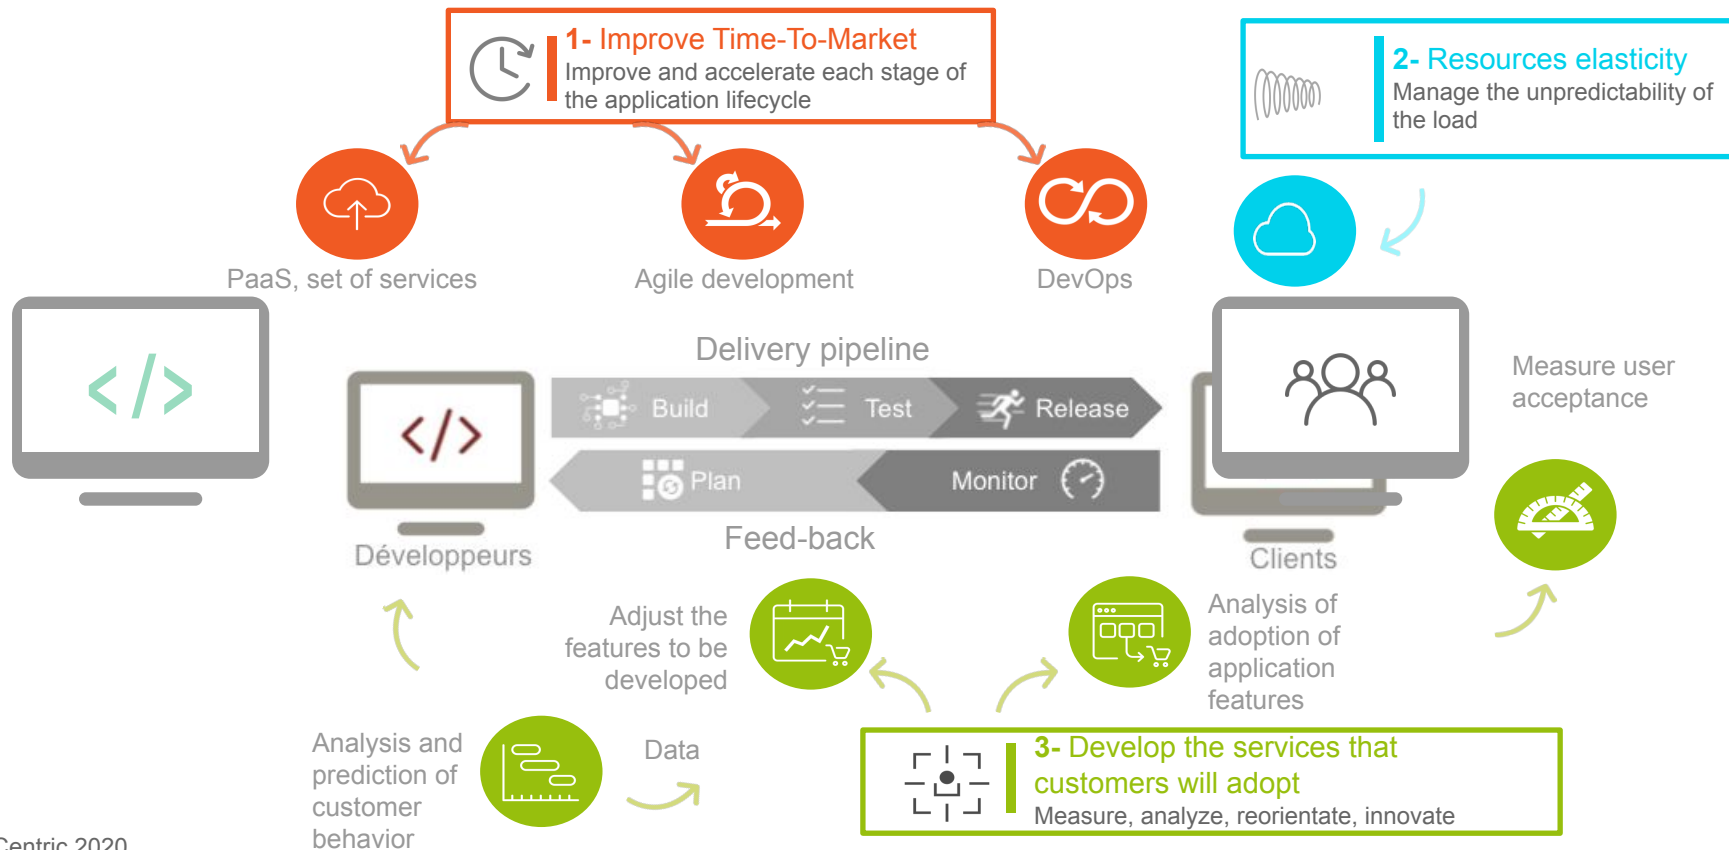 1- Improve Time-To-Market
Improve and accelerate each stage of
the application lifecycle
2- Resources elasticity
Manage the unpredictability of
the load
PaaS, set of services
Agile development
DevOps
Delivery pipeline
</>
</>
Build
Test
Release
Plan
Monitor
Feed-back
Développeurs
Clients
Measure user
acceptance
Adjust the
features to be
developed
Analysis of
adoption of
application
features
Analysis and
prediction of
customer
behavior
Data
3- Develop the services that
customers will adopt
Measure, analyze, reorientate, innovate
Centric 2020